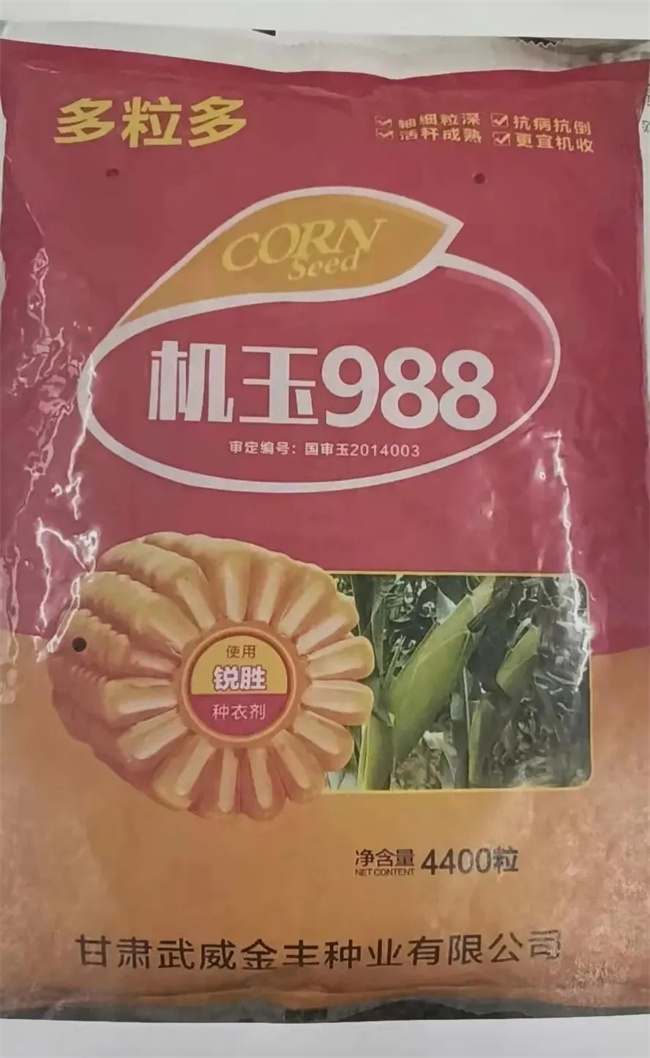 多粒多
轴细粒深 抗病抗倒
活秆成熟 更宜机收
CORN
Seed
机玉988
审定编号：国审玉2014003
使用
锐胜
种衣剂
净含量 4400粒
NET CONTENT
甘肃武威金丰种业有限公司